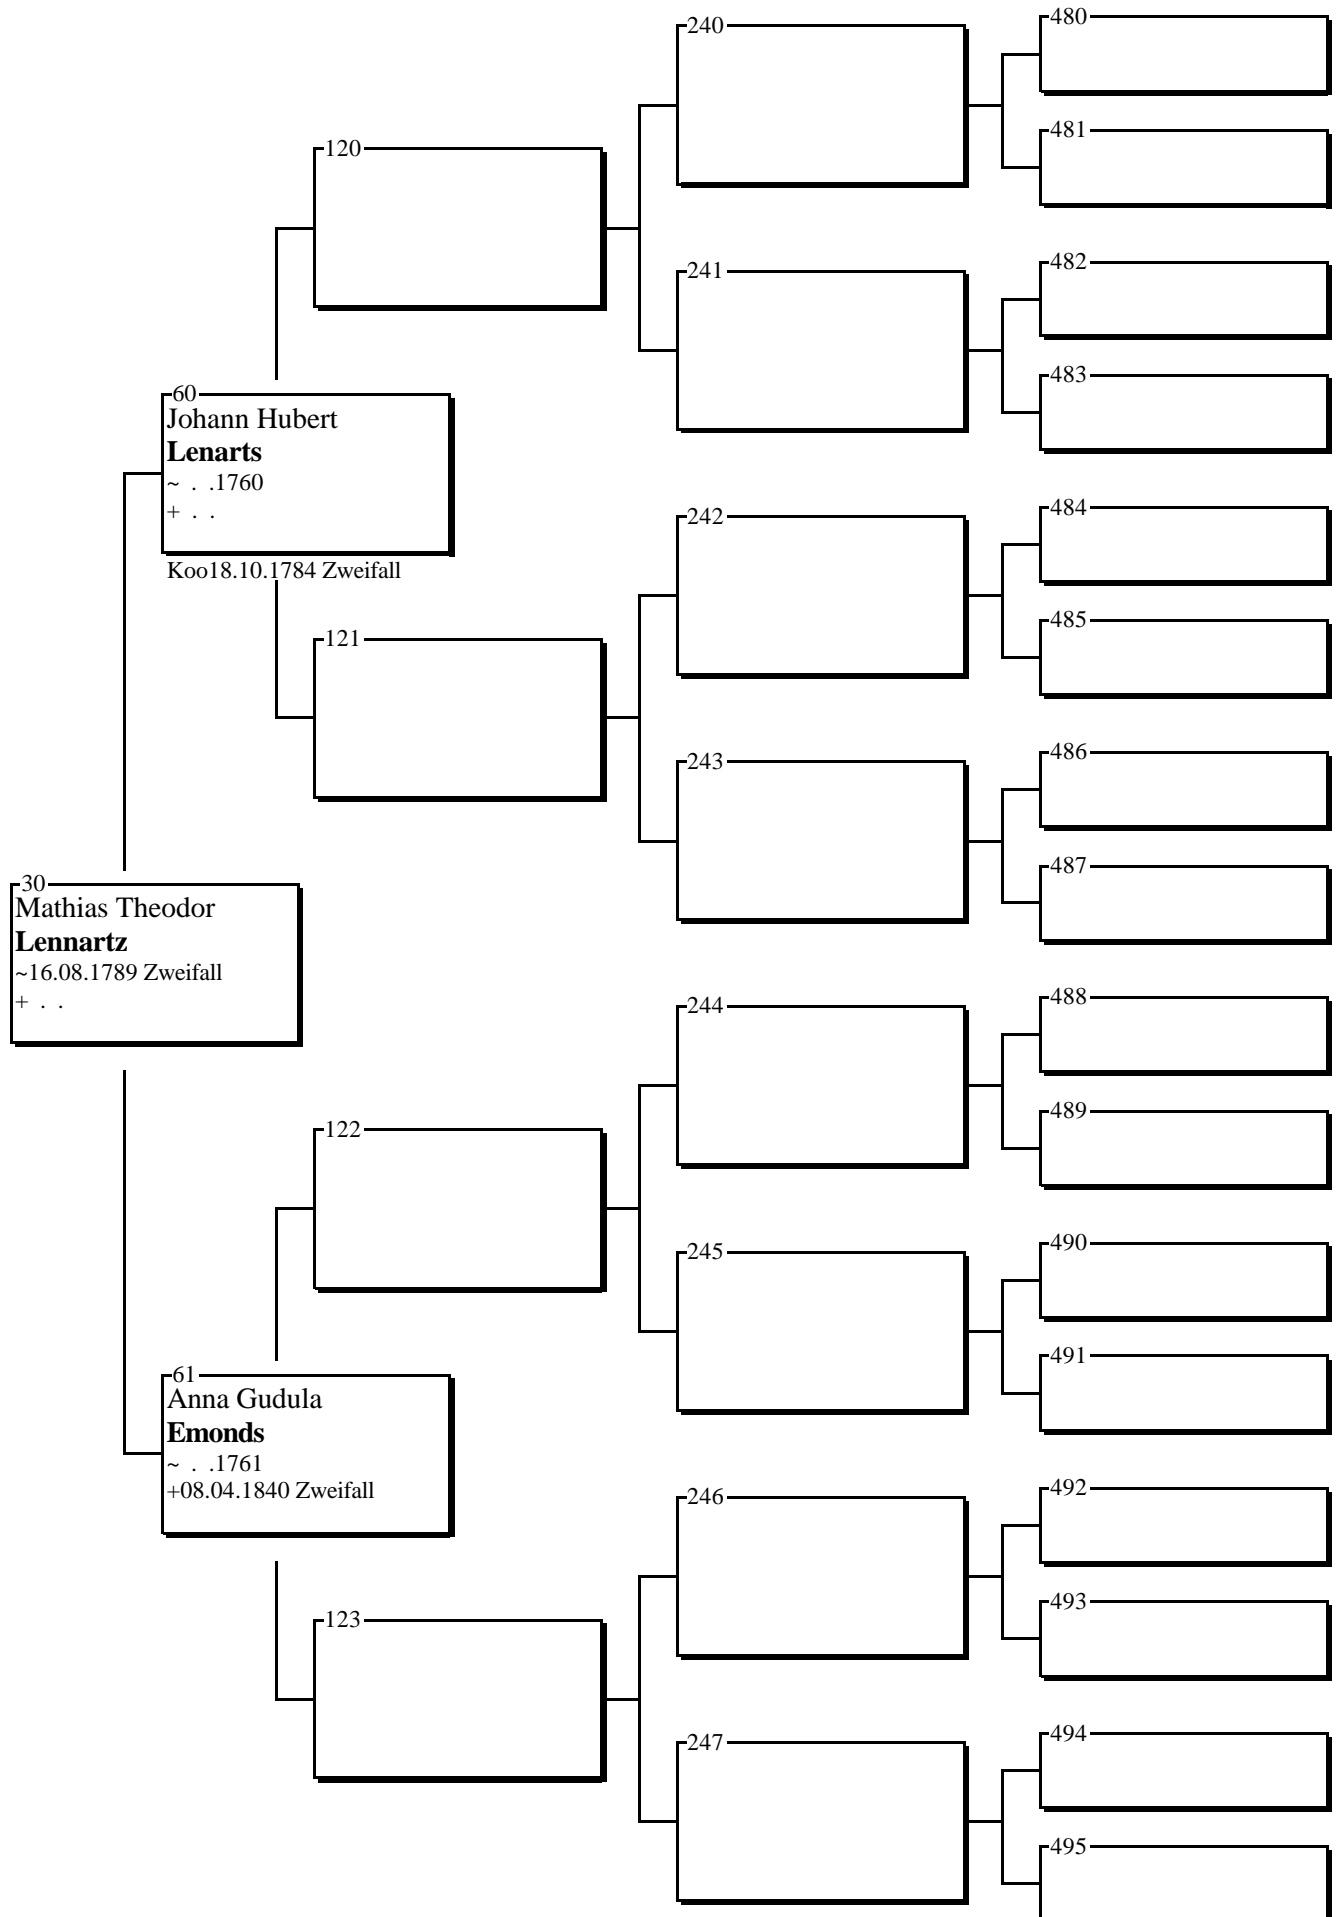 240
480
481
120
241
482
483
60
Johann Hubert
Lenarts
~ . .1760
+ . .
Koo18.10.1784 Zweifall
242
484
485
121
243
486
487
30
Mathias Theodor
Lennartz
~16.08.1789 Zweifall
+ . .
244
488
489
122
245
490
491
61
Anna Gudula
Emonds
~ . .1761
+08.04.1840 Zweifall
246
492
493
123
247
494
495